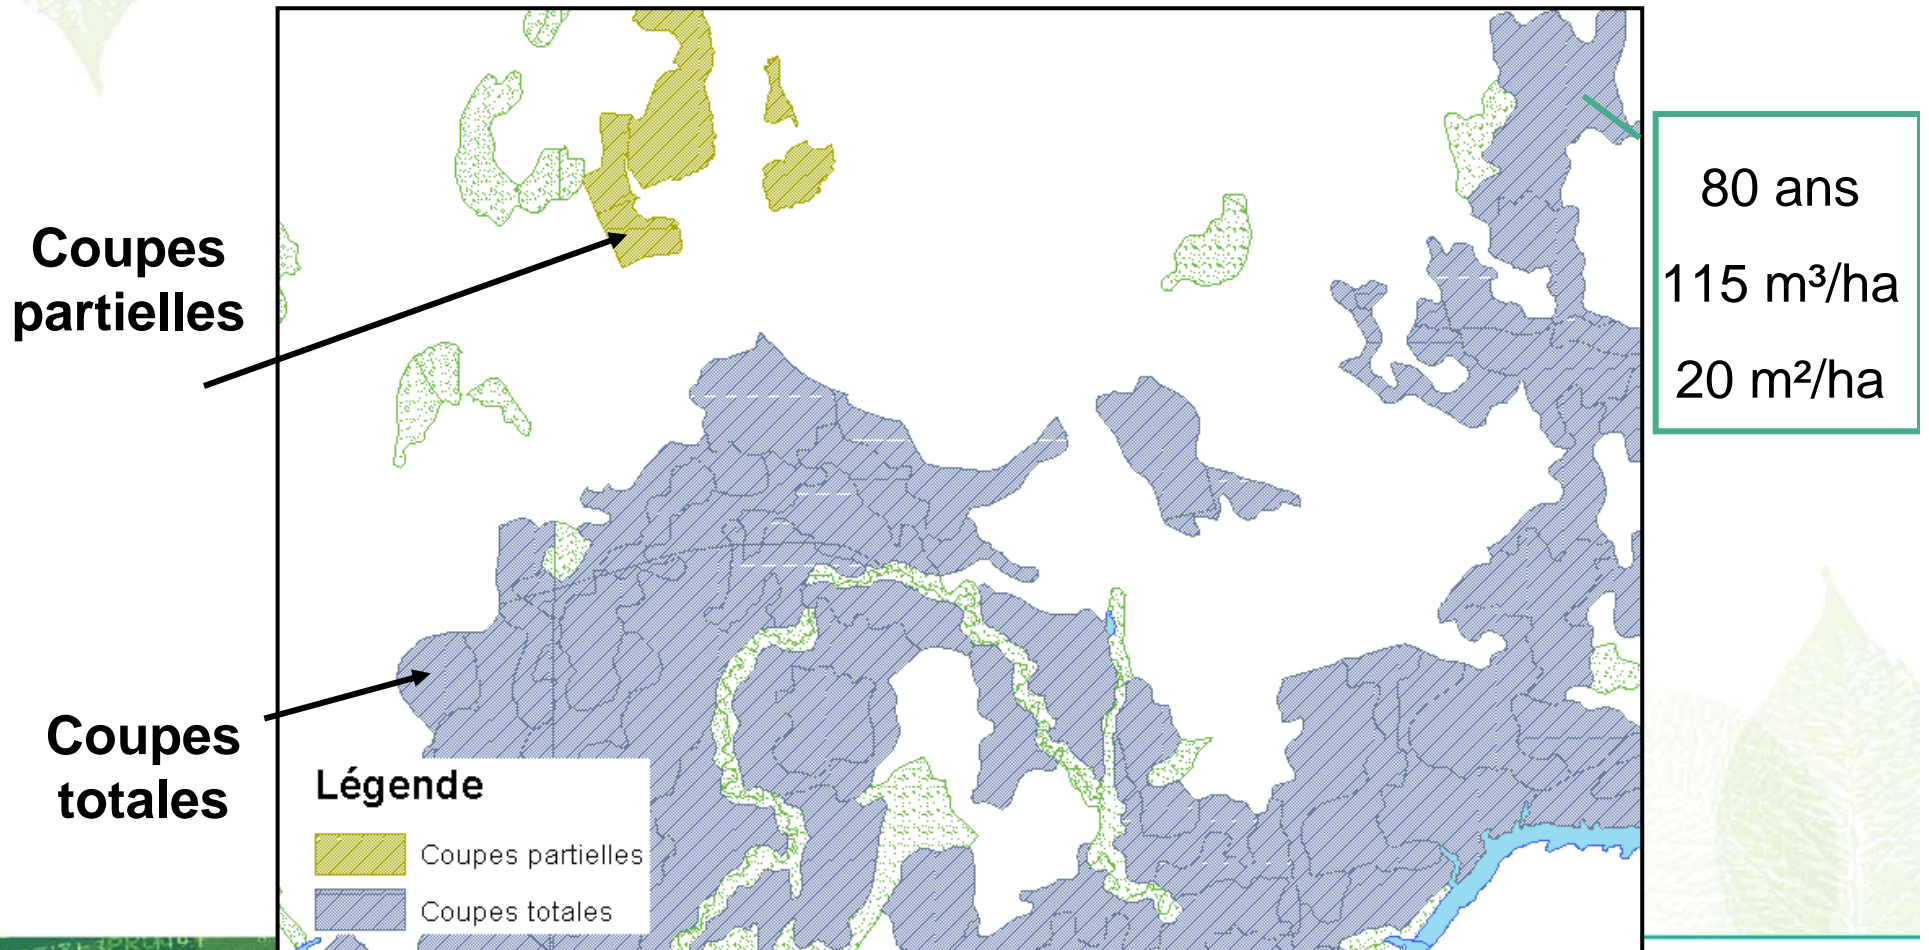 Coupes
partielles
Coupes
totales
80 ans
115 m³/ha
20 m²/ha
Légende
Coupes partielles
Coupes totales